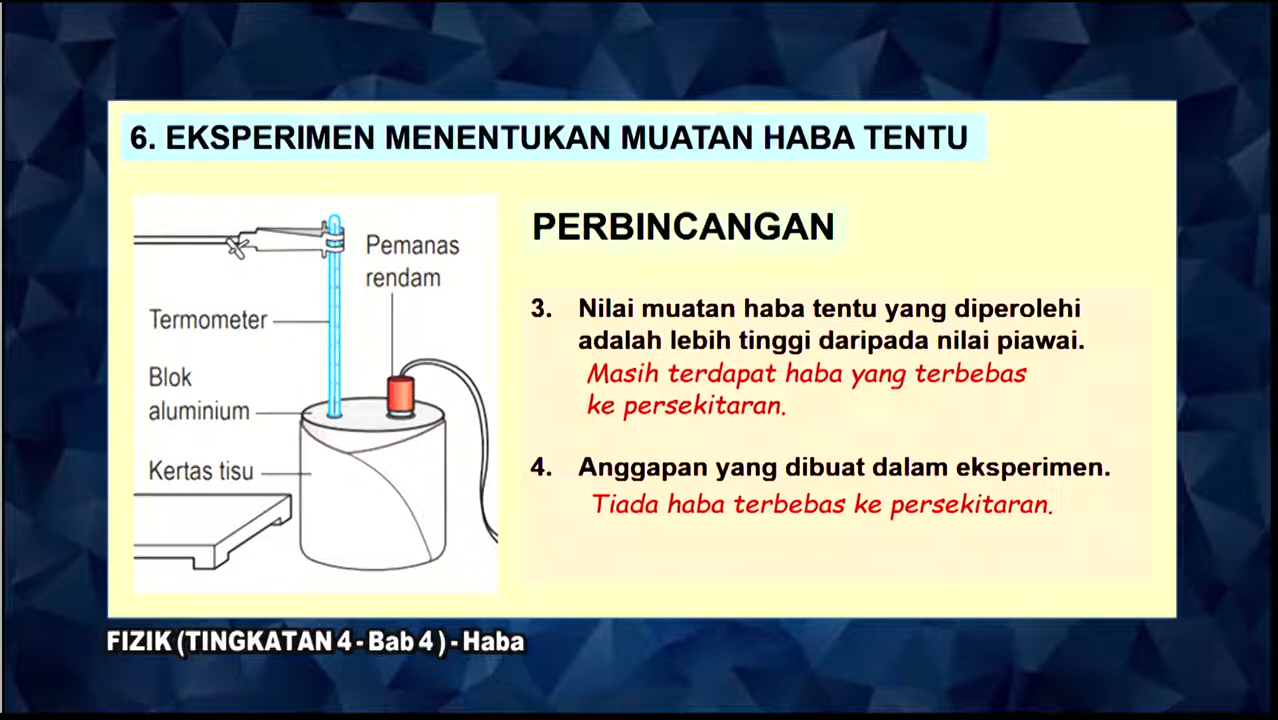 6. EKSPERIMEN MENENTUKAN MUATAN HABA TENTU
Pemanas
rendam
Termometer
Blok
aluminium
Kertas tisu
PERBINCANGAN
3. Nilai muatan haba tentu yang diperolehi
adalah lebih tinggi daripada nilai piawai.
Masih terdapat haba yang terbebas
ke persekitaran.
4. Anggapan yang dibuat dalam eksperimen.
Tiada haba terbebas ke persekitaran.
FIZIK (TINGKATAN 4 - Bab 4 ) - Haba